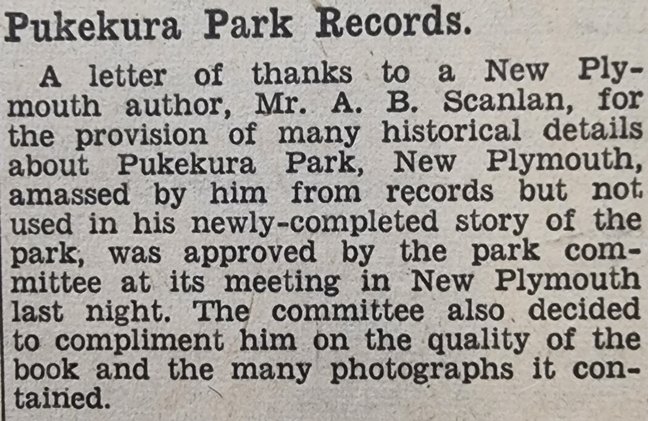 Pukekura Park Records.
A letter of thanks to a New Ply-
mouth author, Mr. A. B. Scanlan, for
the provision of many historical details
about Pukekura Park, New Plymouth,
amassed by him from records but not
used in his newly-completed story of the
park, was approved by the park com-
mittee at its meeting in New Plymouth
last night. The committee also decided
to compliment him on the quality of the
book and the many photographs it con-
tained.